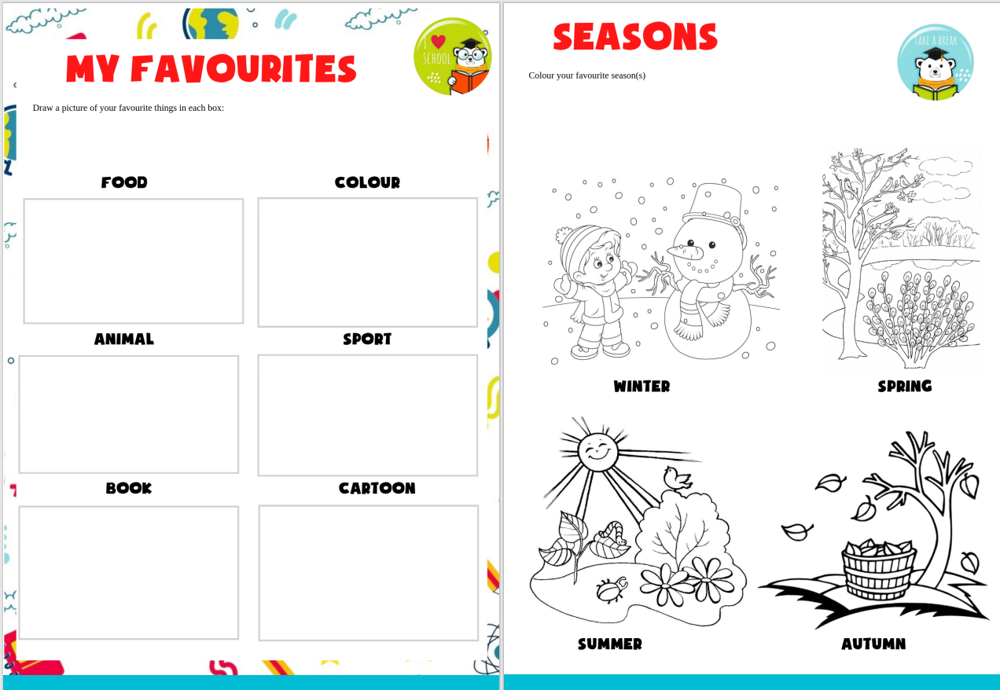 MY FAVOURITES
I ♥
SCHOOL
Draw a picture of your favourite things in each box:
FOOD
COLOUR
ANIMAL
SPORT
BOOK
CARTOON
SEASONS
TAKE A BREAK
Colour your favourite season(s)
WINTER
SPRING
SUMMER
AUTUMN